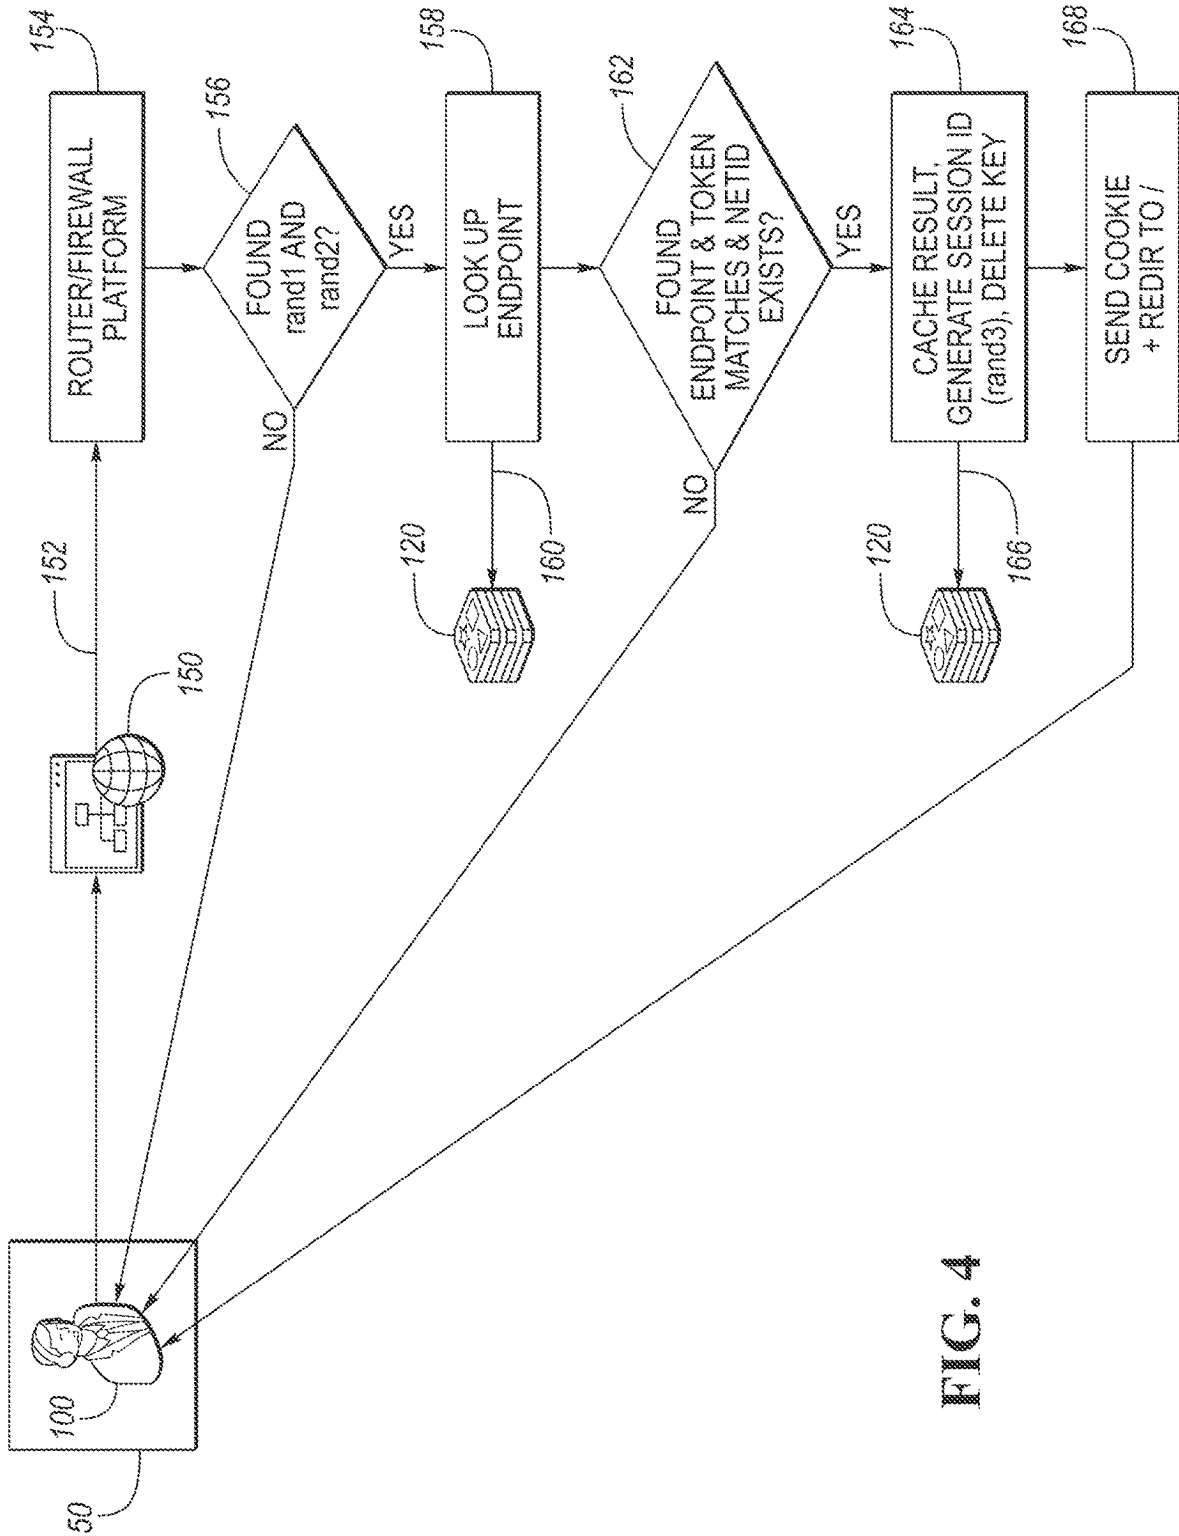 50
100
150
152
154
ROUTER/FIREWALL
PLATFORM
156
FOUND
rand1 AND
rand2?
NO
YES
158
LOOK UP
ENDPOINT
120
160
162
FOUND
ENDPOINT & TOKEN
MATCHES & NETID
EXISTS?
NO
YES
164
CACHE RESULT,
GENERATE SESSION ID
(rand3), DELETE KEY
120
166
168
SEND COOKIE
+ REDIR TO /
FIG. 4